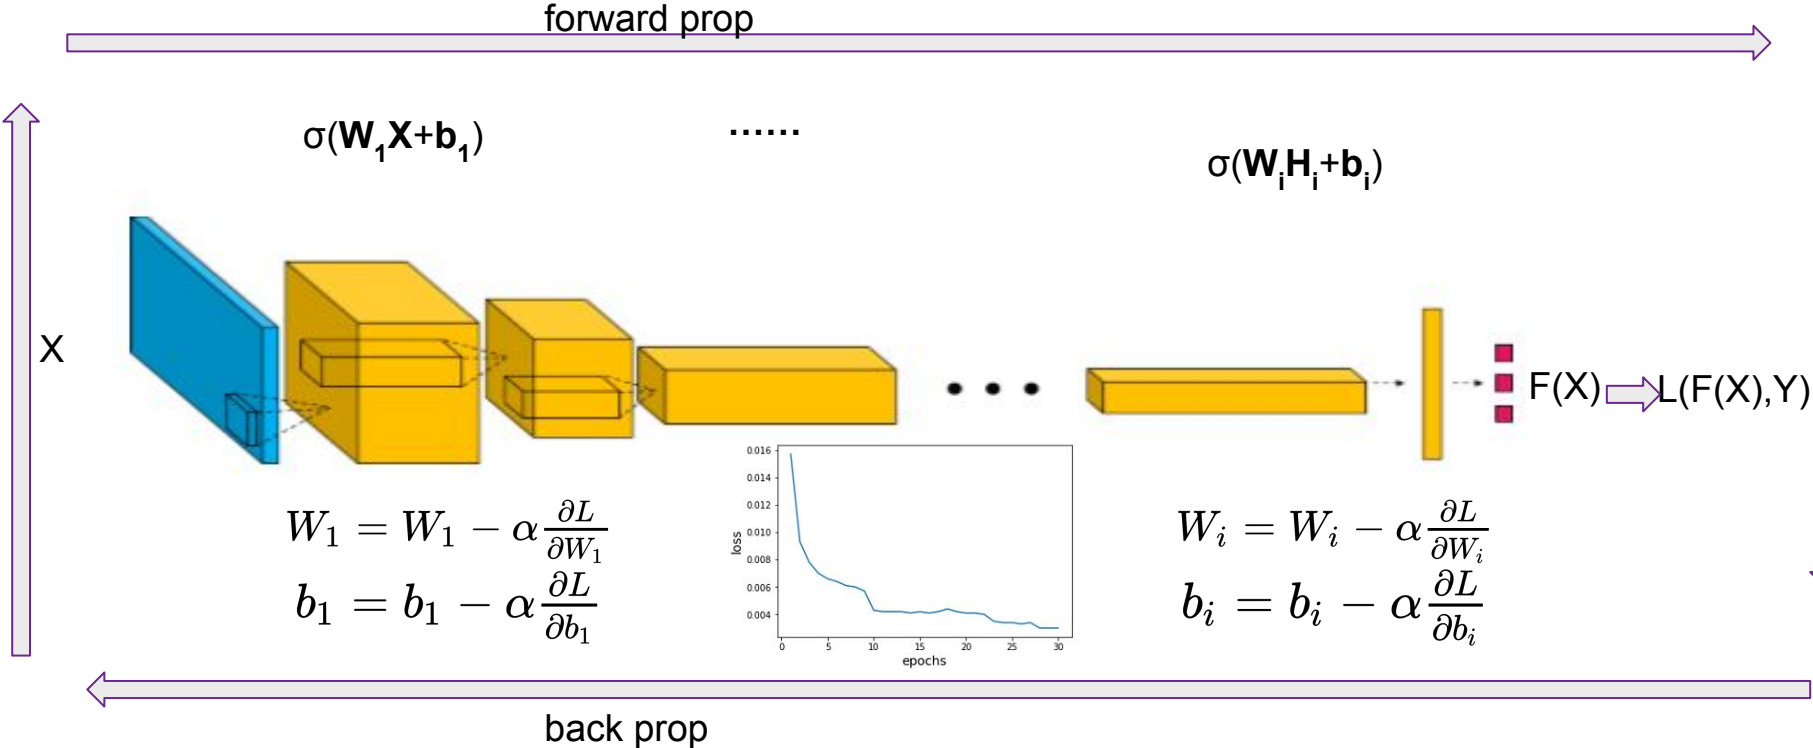 forward prop
σ(W₁X+b₁)
......
σ(WᵢHᵢ+bᵢ)
X
F(X)
L(F(X),Y)
W₁ = W₁ − α ∂L/∂W₁
b₁ = b₁ − α ∂L/∂b₁
0.016
0.014
0.012
0.010
0.008
0.006
0.004
loss
0 5 10 15 20 25 30
epochs
Wᵢ = Wᵢ − α ∂L/∂Wᵢ
bᵢ = bᵢ − α ∂L/∂bᵢ
back prop